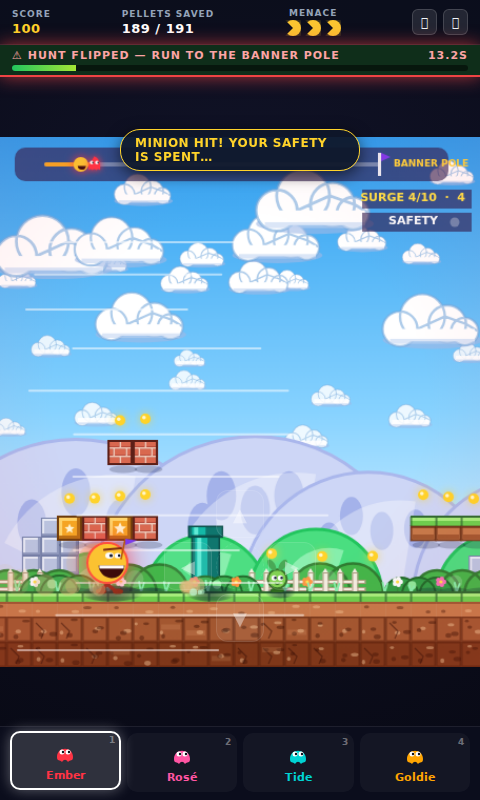 SCORE
100
PELLETS SAVED
189 / 191
MENACE
⚠ HUNT FLIPPED — RUN TO THE BANNER POLE
13.2S
MINION HIT! YOUR SAFETY
IS SPENT…
BANNER POLE
SURGE 4/10 · 4
SAFETY
1
Ember
2
Rosé
3
Tide
4
Goldie